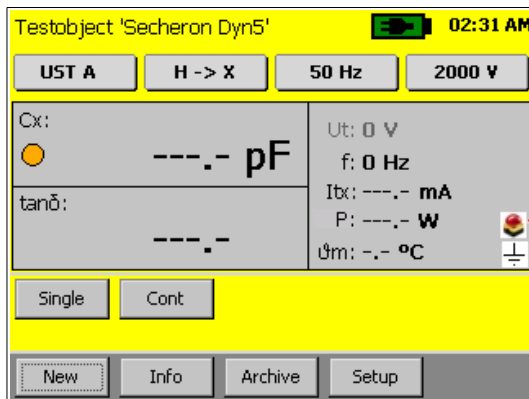 Testobject 'Secheron Dyn5' 02:31 AM
UST A H -> X 50 Hz 2000 V
Cx:
---.- pF
tanδ:
---.-
Ut: 0 V
f: 0 Hz
Itx: ---.- mA
P: ---.- W
ϑm: -.- ºC
Single Cont
New Info Archive Setup